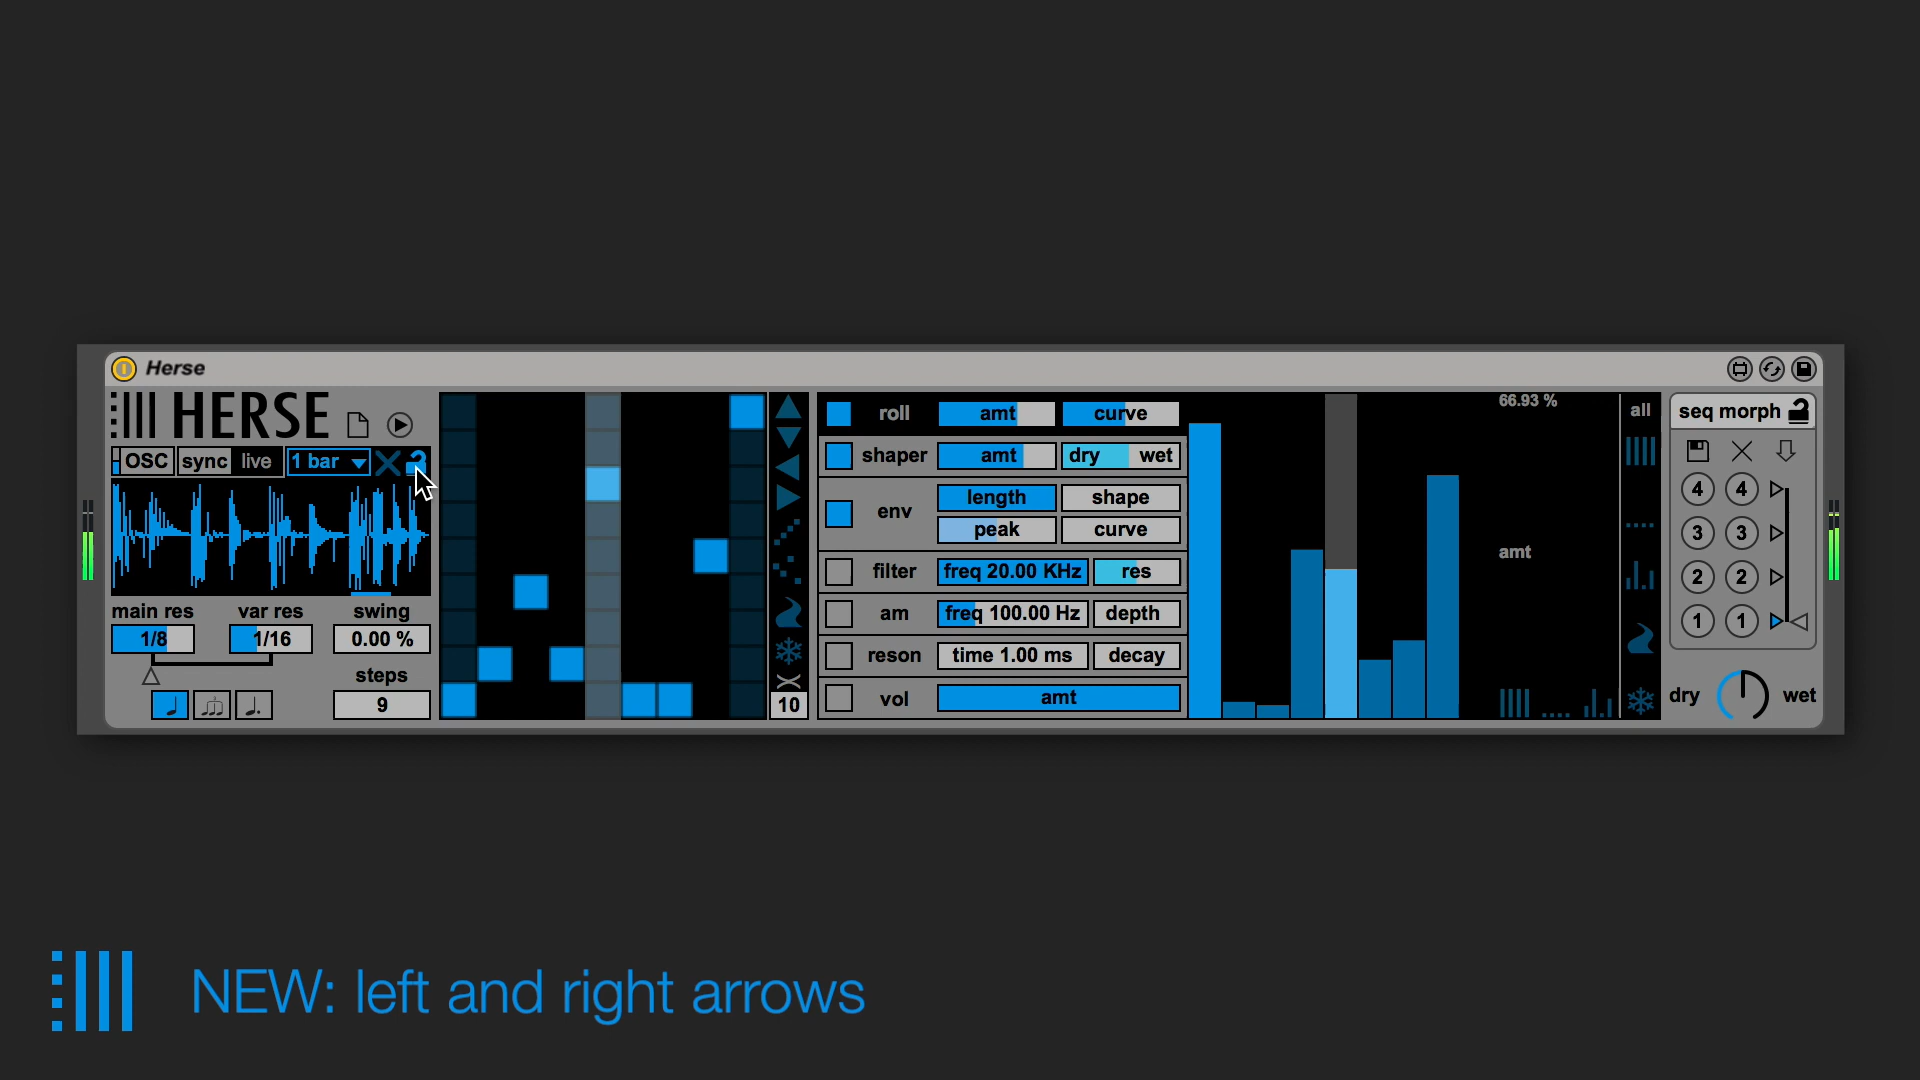 Herse
HERSE
OSC sync live 1 bar
main res var res swing
1/8 1/16 0.00 %
steps
9
10
roll amt curve
shaper amt dry wet
env length shape
peak curve
filter freq 20.00 KHz res
am freq 100.00 Hz depth
reson time 1.00 ms decay
vol amt
66.93 %
amt
all
seq morph
4 4
3 3
2 2
1 1
dry wet
NEW: left and right arrows